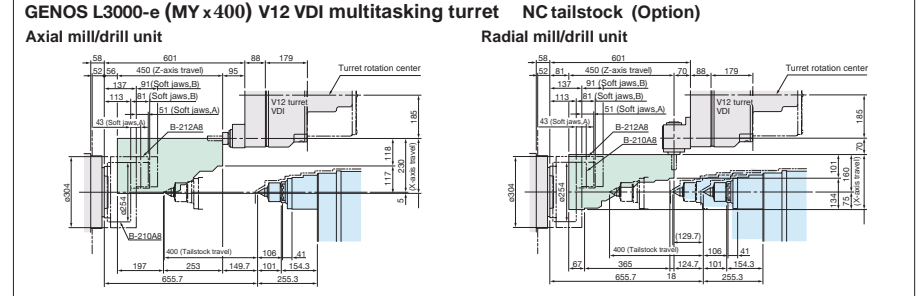 GENOS L3000-e (MY x 400) V12 VDI multitasking turret NC tailstock (Option)
Axial mill/drill unit
58 601 88 179
52 56 450 (Z-axis travel) 95
Turret rotation center
137 91(Soft jaws,B)
113 81 (Soft jaws,B)
51 (Soft jaws,A)
43 (Soft jaws,A)
B-212A8
V12 turret
VDI
185
118
230
(X-axis travel)
117
5
ø304
ø254
B-210A8
400 (Tailstock travel) 106 41
197 253 149.7 101 154.3
655.7 255.3
Radial mill/drill unit
58 601
52 81 450 (Z-axis travel) 70 88 179
Turret rotation center
137 91 (Soft jaws,B)
113 81 (Soft jaws,B)
51 (Soft jaws,A)
43 (Soft jaws,A)
B-212A8
B-210A8
V12 turret
VDI
185
70
101
160
(X-axis travel)
134
75
ø304
ø254
(129.7)
400 (Tailstock travel) 106 41
67 365 124.7 101 154.3
655.7 18 255.3